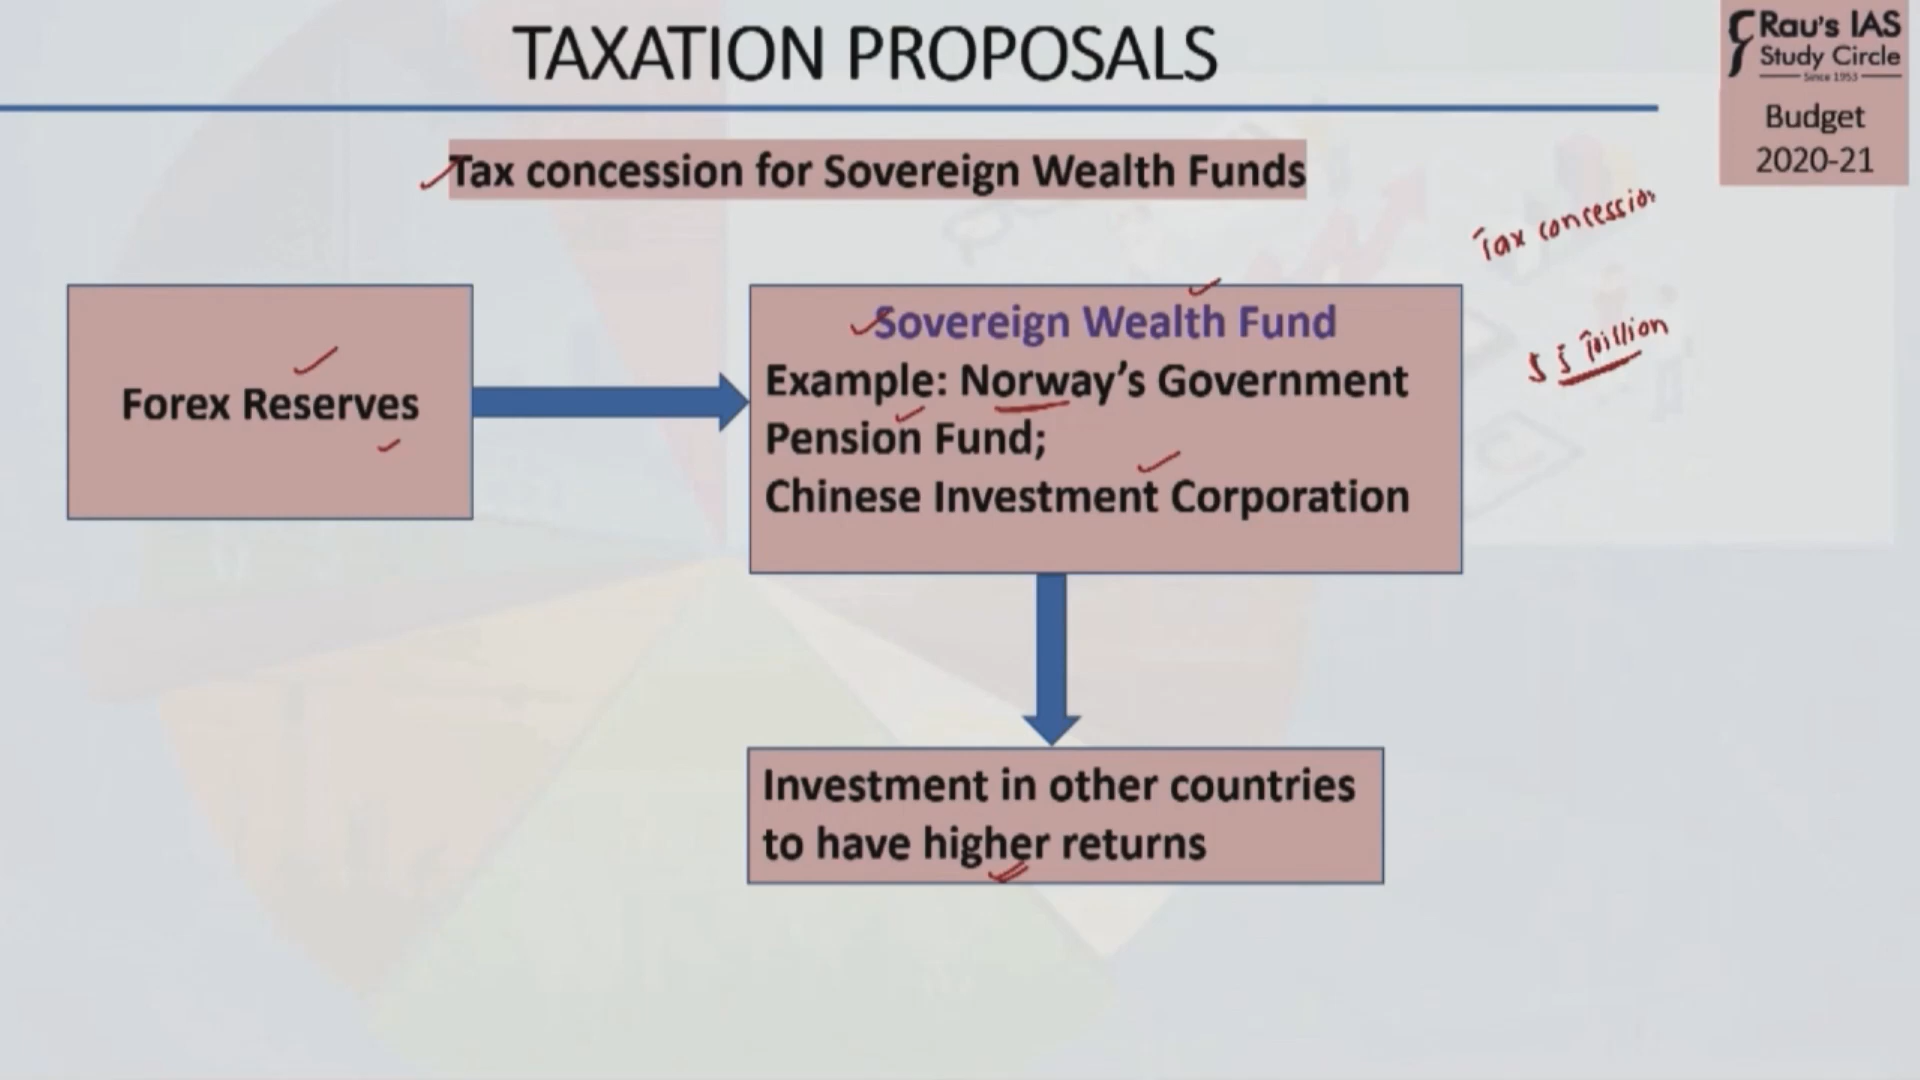 TAXATION PROPOSALS
Rau's IAS
Study Circle
Since 1953
Budget
2020-21
Tax concession for Sovereign Wealth Funds
Tax concession
Forex Reserves
Sovereign Wealth Fund
Example: Norway's Government
Pension Fund;
Chinese Investment Corporation
$ 5 Trillion
Investment in other countries
to have higher returns